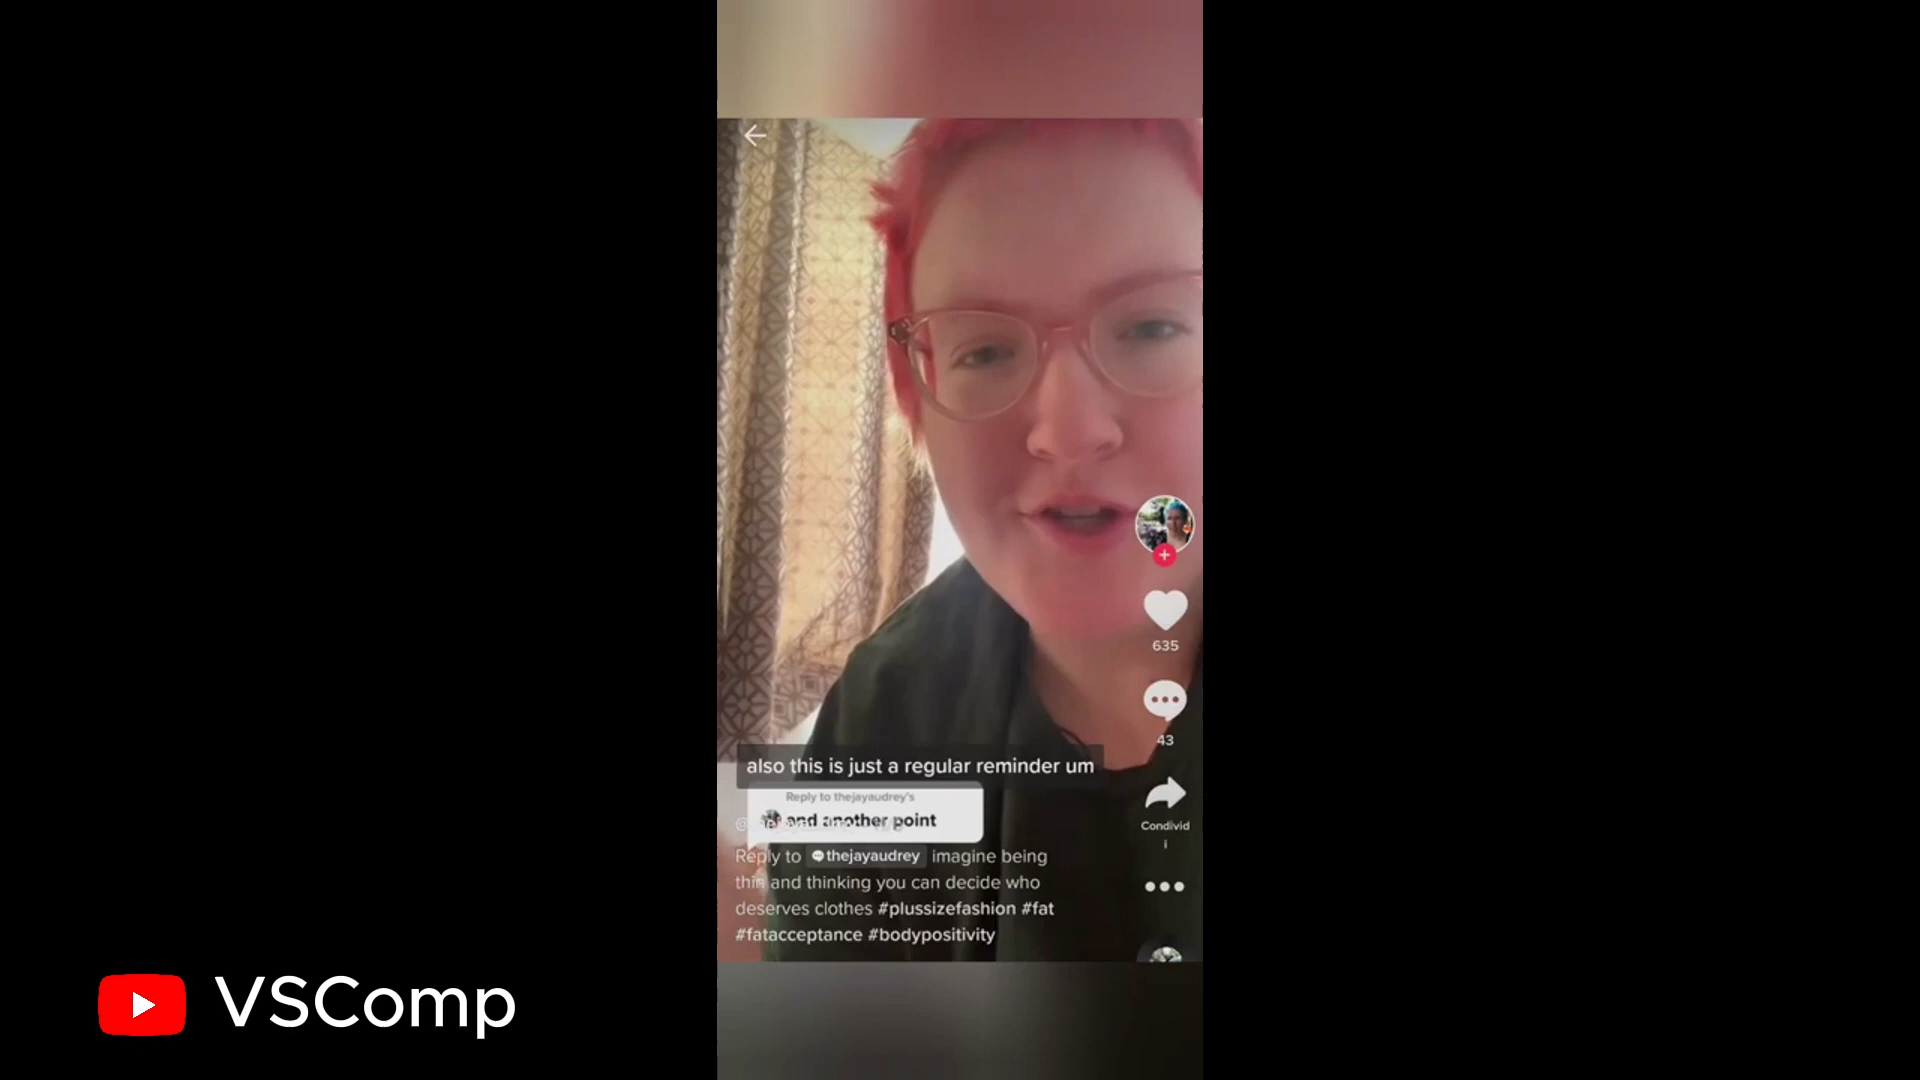 also this is just a regular reminder um
Reply to thejayaudrey's
and another point
Reply to thejayaudrey imagine being
thin and thinking you can decide who
deserves clothes #plussizefashion #fat
#fatacceptance #bodypositivity
635
43
Condivid
i
VSComp